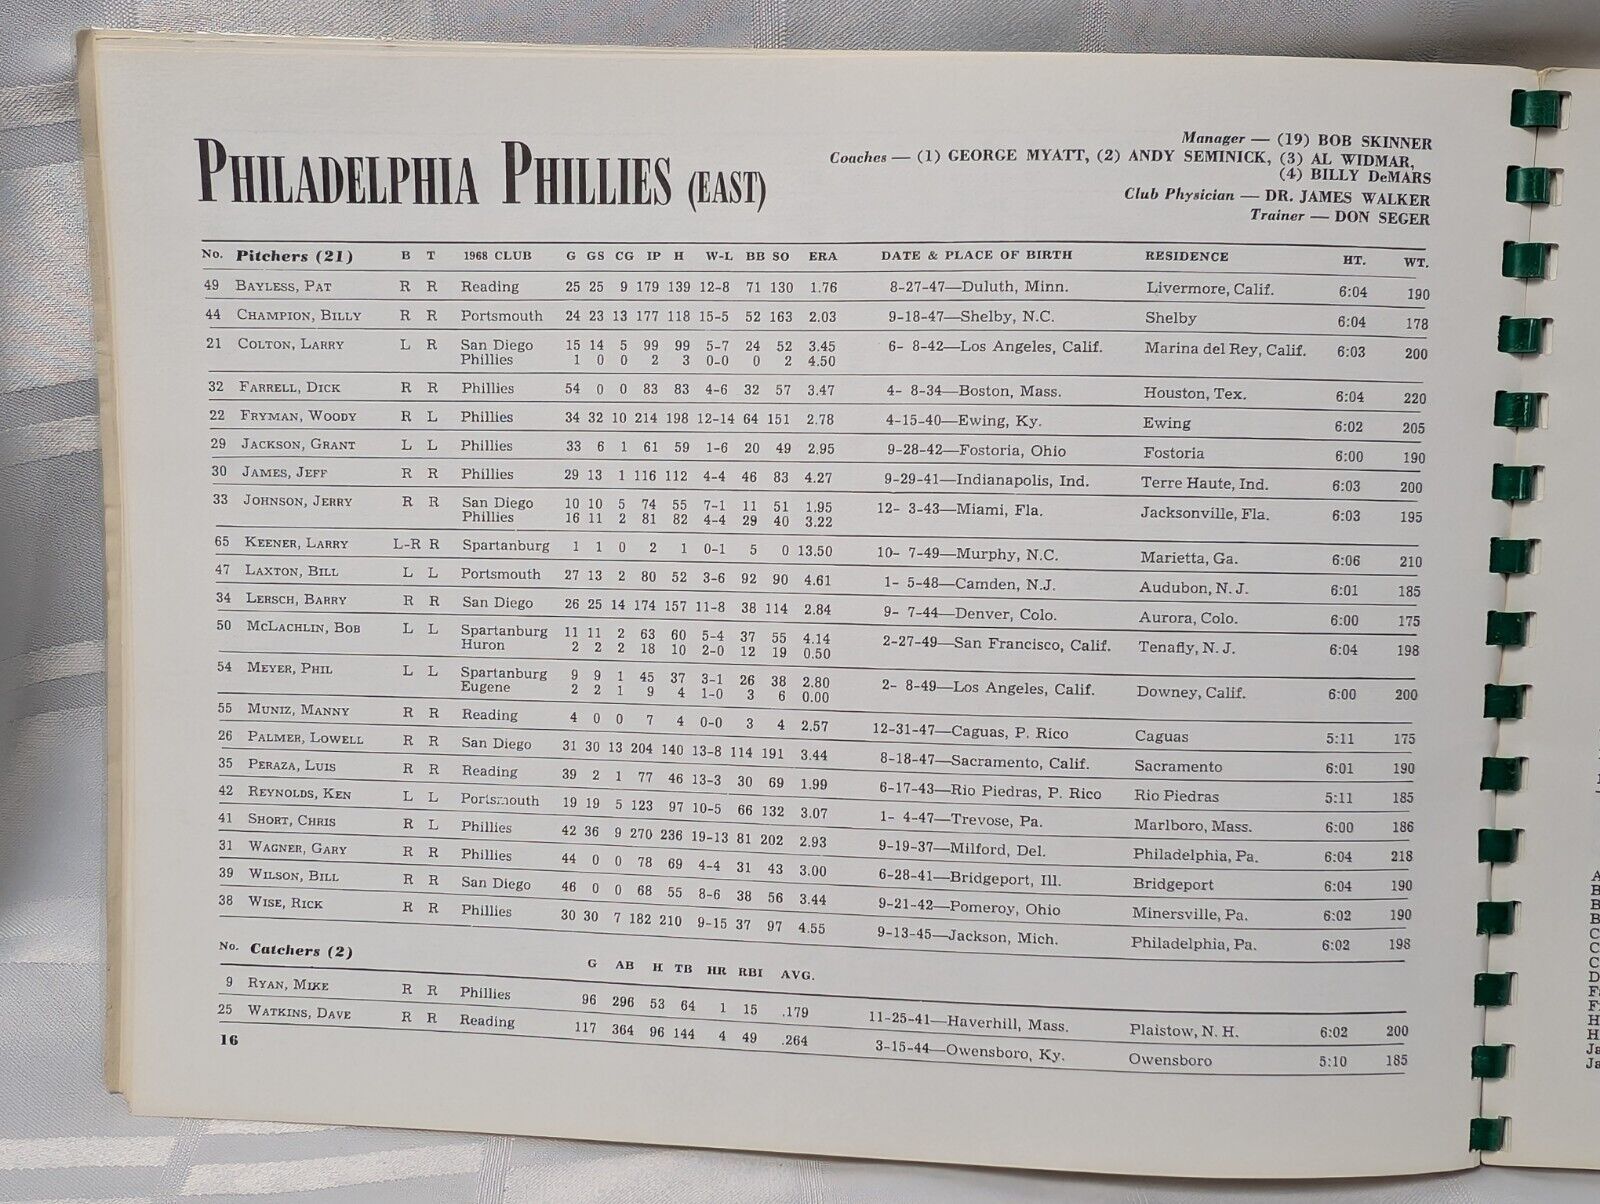 PHILADELPHIA PHILLIES (EAST)
Manager — (19) BOB SKINNER
Coaches — (1) GEORGE MYATT, (2) ANDY SEMINICK, (3) AL WIDMAR,
(4) BILLY DeMARS
Club Physician — DR. JAMES WALKER
Trainer — DON SEGER
No. Pitchers (21) B T 1968 CLUB G GS CG IP H W-L BB SO ERA DATE & PLACE OF BIRTH RESIDENCE HT. WT.
49 BAYLESS, PAT R R Reading 25 25 9 179 139 12-8 71 130 1.76 8-27-47—Duluth, Minn. Livermore, Calif. 6:04 190
44 CHAMPION, BILLY R R Portsmouth 24 23 13 177 118 15-5 52 163 2.03 9-18-47—Shelby, N.C. Shelby 6:04 178
21 COLTON, LARRY L R San Diego 15 14 5 99 99 5-7 24 52 3.45 6- 8-42—Los Angeles, Calif. Marina del Rey, Calif. 6:03 200
Phillies 1 0 0 2 3 0-0 0 2 4.50
32 FARRELL, DICK R R Phillies 54 0 0 83 83 4-6 32 57 3.47 4- 8-34—Boston, Mass. Houston, Tex. 6:04 220
22 FRYMAN, WOODY R L Phillies 34 32 10 214 198 12-14 64 151 2.78 4-15-40—Ewing, Ky. Ewing 6:02 205
29 JACKSON, GRANT L L Phillies 33 6 1 61 59 1-6 20 49 2.95 9-28-42—Fostoria, Ohio Fostoria 6:00 190
30 JAMES, JEFF R R Phillies 29 13 1 116 112 4-4 46 83 4.27 9-29-41—Indianapolis, Ind. Terre Haute, Ind. 6:03 200
33 JOHNSON, JERRY R R San Diego 10 10 5 74 55 7-1 11 51 1.95 12- 3-43—Miami, Fla. Jacksonville, Fla. 6:03 195
Phillies 16 11 2 81 82 4-4 29 40 3.22
65 KEENER, LARRY L-R R Spartanburg 1 1 0 2 1 0-1 5 0 13.50 10- 7-49—Murphy, N.C. Marietta, Ga. 6:06 210
47 LAXTON, BILL L L Portsmouth 27 13 2 80 52 3-6 92 90 4.61 1- 5-48—Camden, N.J. Audubon, N. J. 6:01 185
34 LERSCH, BARRY R R San Diego 26 25 14 174 157 11-8 38 114 2.84 9- 7-44—Denver, Colo. Aurora, Colo. 6:00 175
50 MCLACHLIN, BOB L L Spartanburg 11 11 2 63 60 5-4 37 55 4.14 2-27-49—San Francisco, Calif. Tenafly, N. J. 6:04 198
Huron 2 2 2 18 10 2-0 12 19 0.50
54 MEYER, PHIL L L Spartanburg 9 9 1 45 37 3-1 26 38 2.80 2- 8-49—Los Angeles, Calif. Downey, Calif. 6:00 200
Eugene 2 2 1 9 4 1-0 3 6 0.00
55 MUNIZ, MANNY R R Reading 4 0 0 7 4 0-0 3 4 2.57 12-31-47—Caguas, P. Rico Caguas 5:11 175
26 PALMER, LOWELL R R San Diego 31 30 13 204 140 13-8 114 191 3.44 8-18-47—Sacramento, Calif. Sacramento 6:01 190
35 PERAZA, LUIS R R Reading 39 2 1 77 46 13-3 30 69 1.99 6-17-43—Rio Piedras, P. Rico Rio Piedras 5:11 185
42 REYNOLDS, KEN L L Portsmouth 19 19 5 123 97 10-5 66 132 3.07 1- 4-47—Trevose, Pa. Marlboro, Mass. 6:00 186
41 SHORT, CHRIS R L Phillies 42 36 9 270 236 19-13 81 202 2.93 9-19-37—Milford, Del. Philadelphia, Pa. 6:04 218
31 WAGNER, GARY R R Phillies 44 0 0 78 69 4-4 31 43 3.00 6-28-41—Bridgeport, Ill. Bridgeport 6:04 190
39 WILSON, BILL R R San Diego 46 0 0 68 55 8-6 38 56 3.44 9-21-42—Pomeroy, Ohio Minersville, Pa. 6:02 190
38 WISE, RICK R R Phillies 30 30 7 182 210 9-15 37 97 4.55 9-13-45—Jackson, Mich. Philadelphia, Pa. 6:02 198
No. Catchers (2) G AB H TB HR RBI AVG.
9 RYAN, MIKE R R Phillies 96 296 53 64 1 15 .179 11-25-41—Haverhill, Mass. Plaistow, N. H. 6:02 200
25 WATKINS, DAVE R R Reading 117 364 96 144 4 49 .264 3-15-44—Owensboro, Ky. Owensboro 5:10 185
16